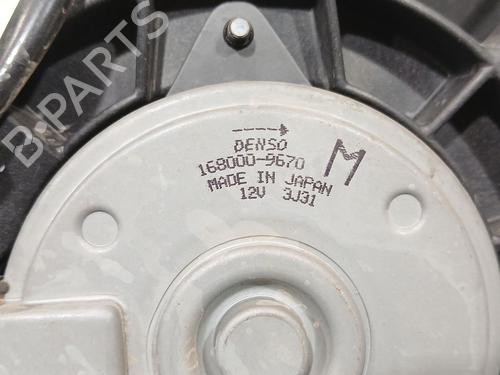 B-PARTS
DENSO
168000-9670
M
MADE IN JAPAN
12V 3J31